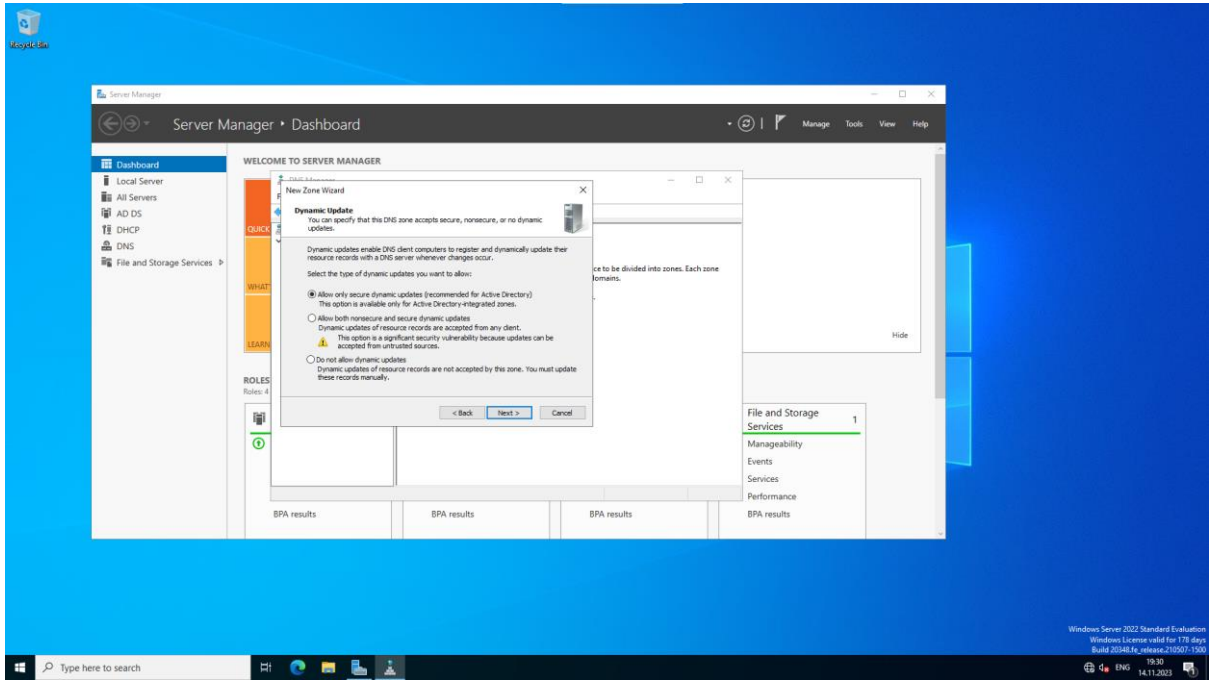 Recycle Bin
Server Manager
Server Manager • Dashboard
Manage Tools View Help
Dashboard
Local Server
All Servers
AD DS
DHCP
DNS
File and Storage Services
WELCOME TO SERVER MANAGER
QUICK
WHAT'
LEARN
Hide
DNS Manager
New Zone Wizard
Dynamic Update
You can specify that this DNS zone accepts secure, nonsecure, or no dynamic
updates.
Dynamic updates enable DNS client computers to register and dynamically update their
resource records with a DNS server whenever changes occur.
Select the type of dynamic updates you want to allow:
Allow only secure dynamic updates (recommended for Active Directory)
This option is available only for Active Directory-integrated zones.
Allow both nonsecure and secure dynamic updates
Dynamic updates of resource records are accepted from any client.
This option is a significant security vulnerability because updates can be
accepted from untrusted sources.
Do not allow dynamic updates
Dynamic updates of resource records are not accepted by this zone. You must update
these records manually.
< Back Next > Cancel
ce to be divided into zones. Each zone
domains.
ROLES
Roles: 4
File and Storage
Services
1
Manageability
Events
Services
Performance
BPA results
BPA results
BPA results
BPA results
Windows Server 2022 Standard Evaluation
Windows License valid for 178 days
Build 20348.fe_release.210507-1500
Type here to search
ENG
19:30
14.11.2023